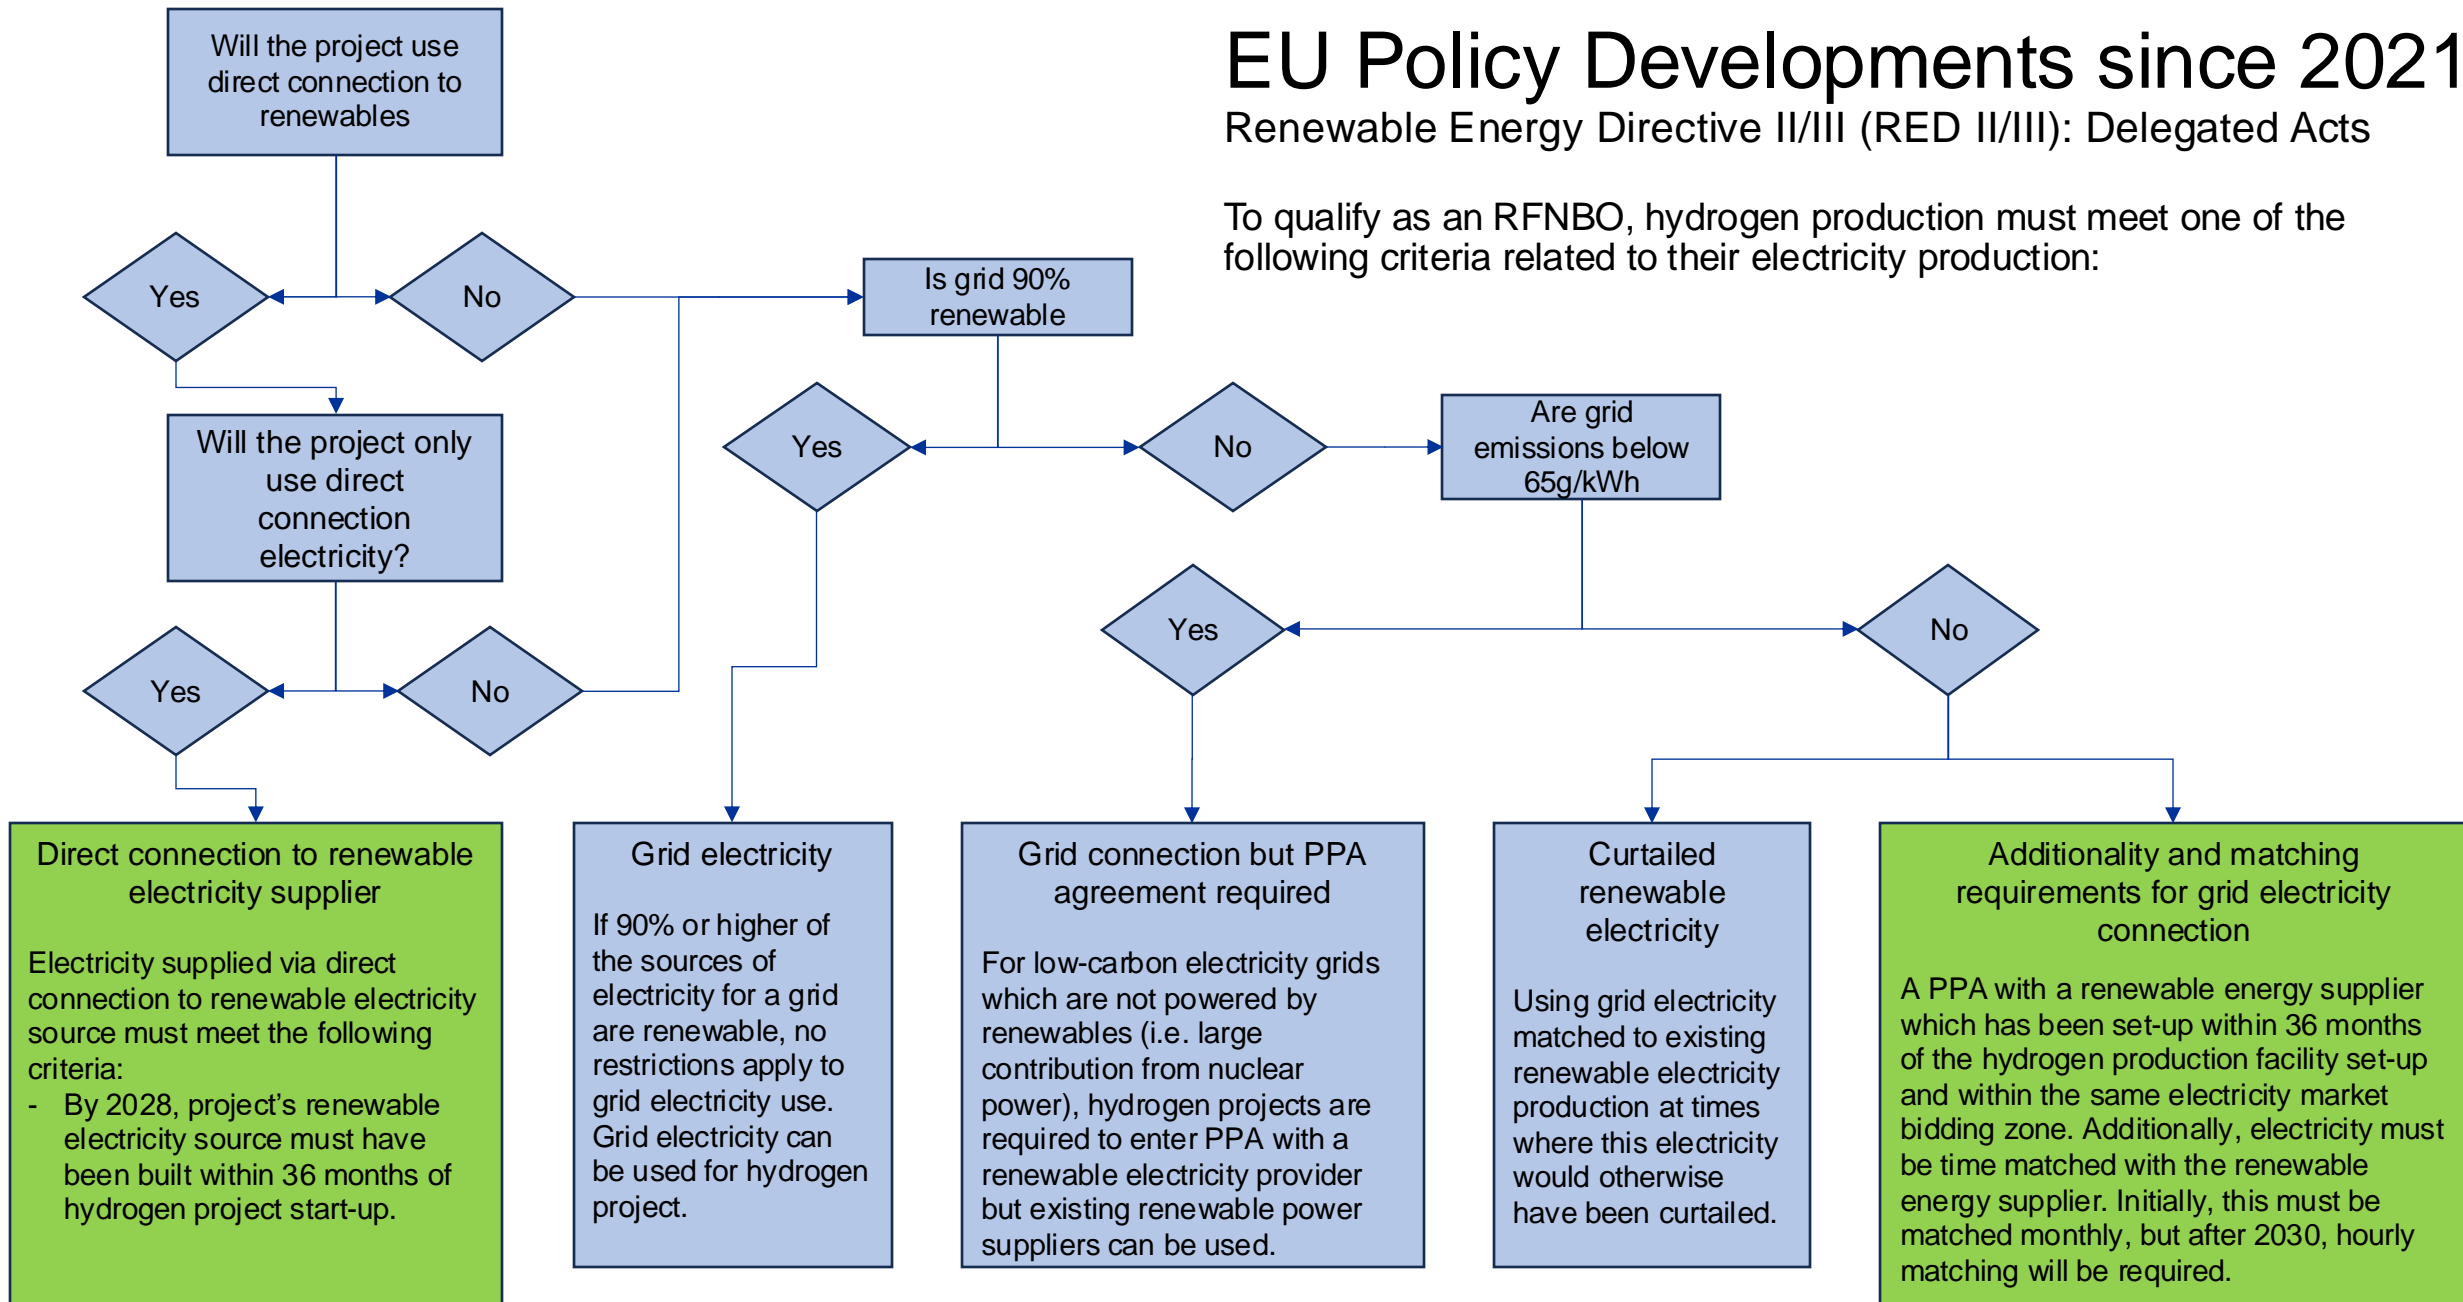 EU Policy Developments since 2021
Renewable Energy Directive II/III (RED II/III): Delegated Acts
To qualify as an RFNBO, hydrogen production must meet one of the
following criteria related to their electricity production:
Will the project use
direct connection to
renewables
Yes
No
Is grid 90%
renewable
Will the project only
use direct
connection
electricity?
Yes
No
Are grid
emissions below
65g/kWh
Yes
No
Yes
No
Direct connection to renewable
electricity supplier
Electricity supplied via direct
connection to renewable electricity
source must meet the following
criteria:
- By 2028, project’s renewable
electricity source must have
been built within 36 months of
hydrogen project start-up.
Grid electricity
If 90% or higher of
the sources of
electricity for a grid
are renewable, no
restrictions apply to
grid electricity use.
Grid electricity can
be used for hydrogen
project.
Grid connection but PPA
agreement required
For low-carbon electricity grids
which are not powered by
renewables (i.e. large
contribution from nuclear
power), hydrogen projects are
required to enter PPA with a
renewable electricity provider
but existing renewable power
suppliers can be used.
Curtailed
renewable
electricity
Using grid electricity
matched to existing
renewable electricity
production at times
where this electricity
would otherwise
have been curtailed.
Additionality and matching
requirements for grid electricity
connection
A PPA with a renewable energy supplier
which has been set-up within 36 months
of the hydrogen production facility set-up
and within the same electricity market
bidding zone. Additionally, electricity must
be time matched with the renewable
energy supplier. Initially, this must be
matched monthly, but after 2030, hourly
matching will be required.